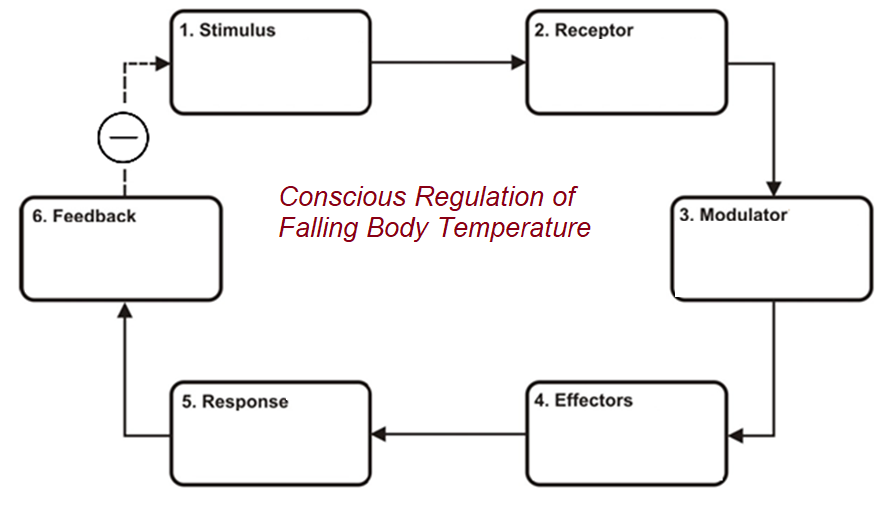 1. Stimulus
2. Receptor
Conscious Regulation of
Falling Body Temperature
6. Feedback
3. Modulator
5. Response
4. Effectors